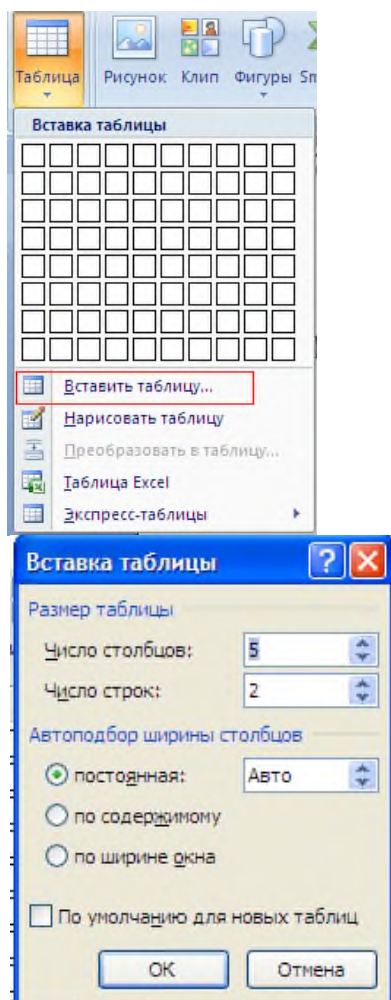 Таблица Рисунок Клип Фигуры Sm
Вставка таблицы
Вставить таблицу...
Нарисовать таблицу
Преобразовать в таблицу...
Таблица Excel
Экспресс-таблицы
Вставка таблицы
Размер таблицы
Число столбцов: 5
Число строк: 2
Автоподбор ширины столбцов
постоянная: Авто
по содержимому
по ширине окна
По умолчанию для новых таблиц
ОК Отмена